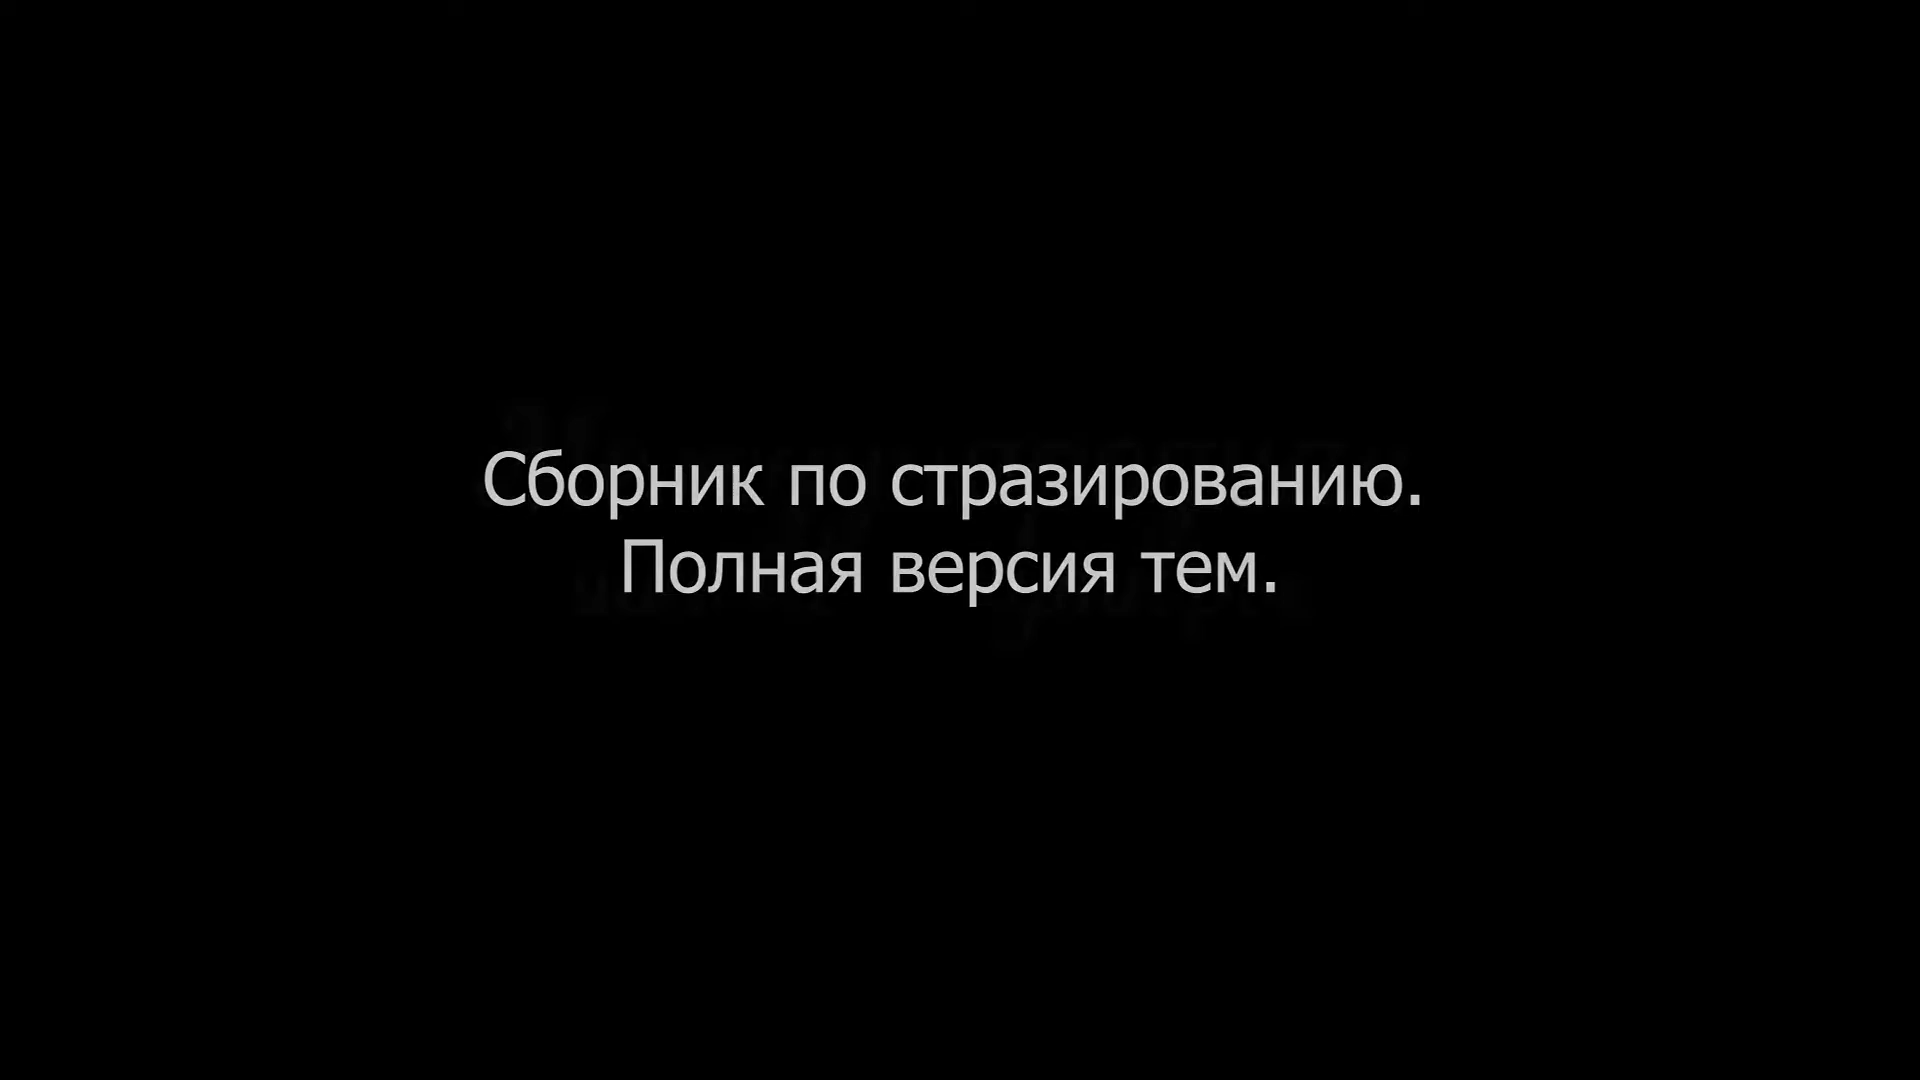 Сборник по стразированию.
Полная версия тем.